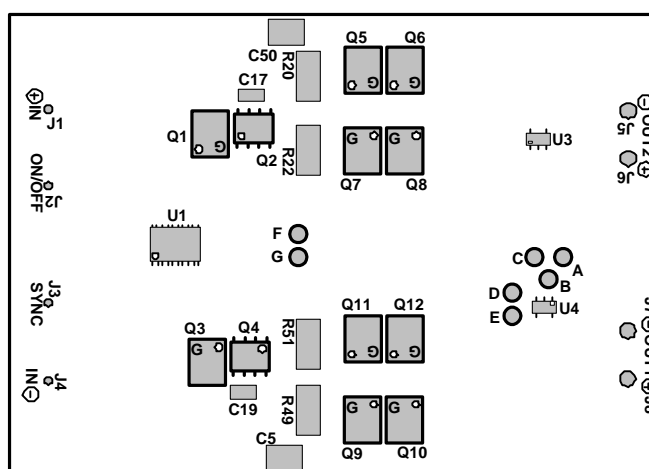 Q5
Q6
C50
R20
G
G
C17
IN
J1
Q1
G
Q2
R22
G
G
Q7
Q8
U3
J5
OUT2
J6
ON/OFF
J2
U1
F
G
C
A
B
D
E
U4
J3
SYNC
Q3
Q4
G
R51
Q11
Q12
G
G
J4
IN
C19
R49
G
G
C5
Q9
Q10